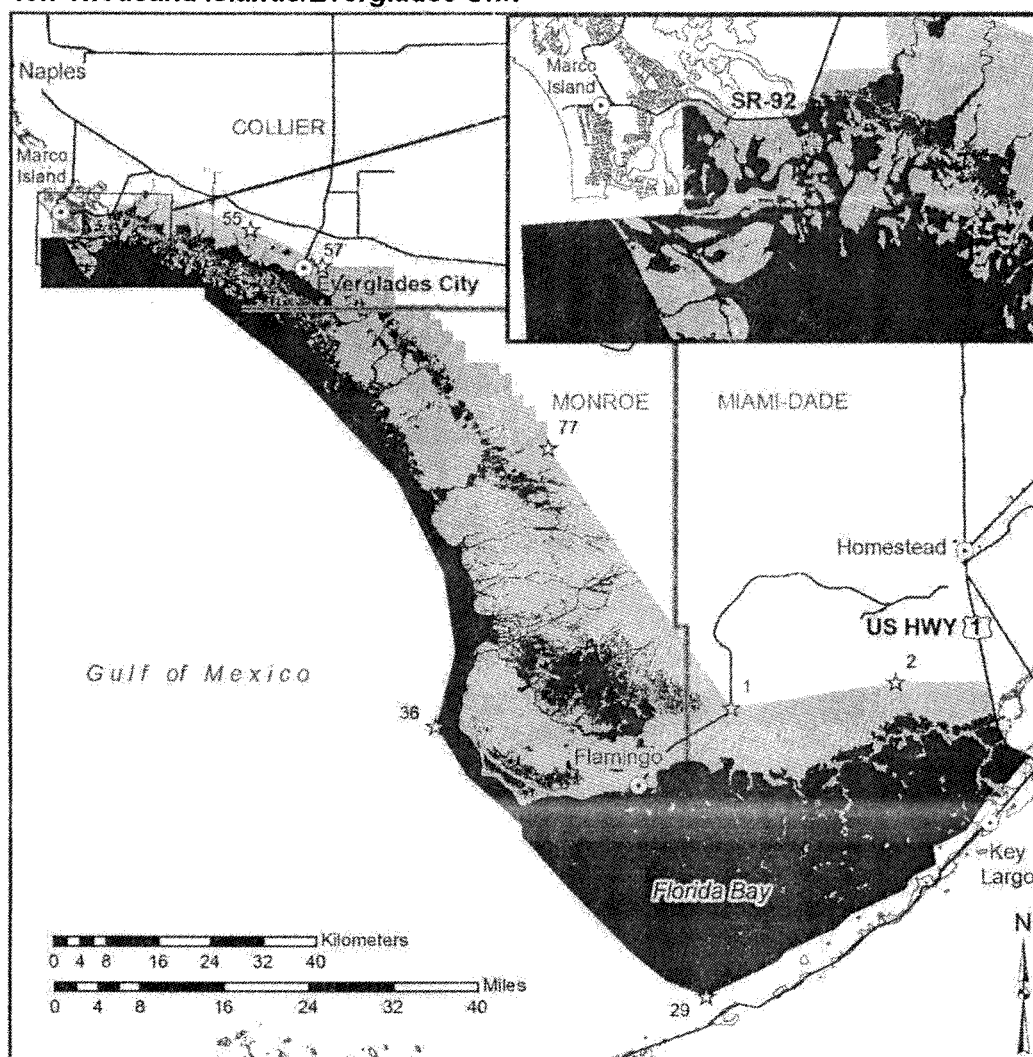 Naples
Marco
Island
COLLIER
55
57
Everglades City
Marco
Island
SR-92
MONROE
MIAMI-DADE
77
Homestead
US HWY 1
2
1
Gulf of Mexico
36
Flamingo
Key
Largo
Florida Bay
N
Kilometers
0 4 8 16 24 32 40
Miles
0 4 8 16 24 32 40
29